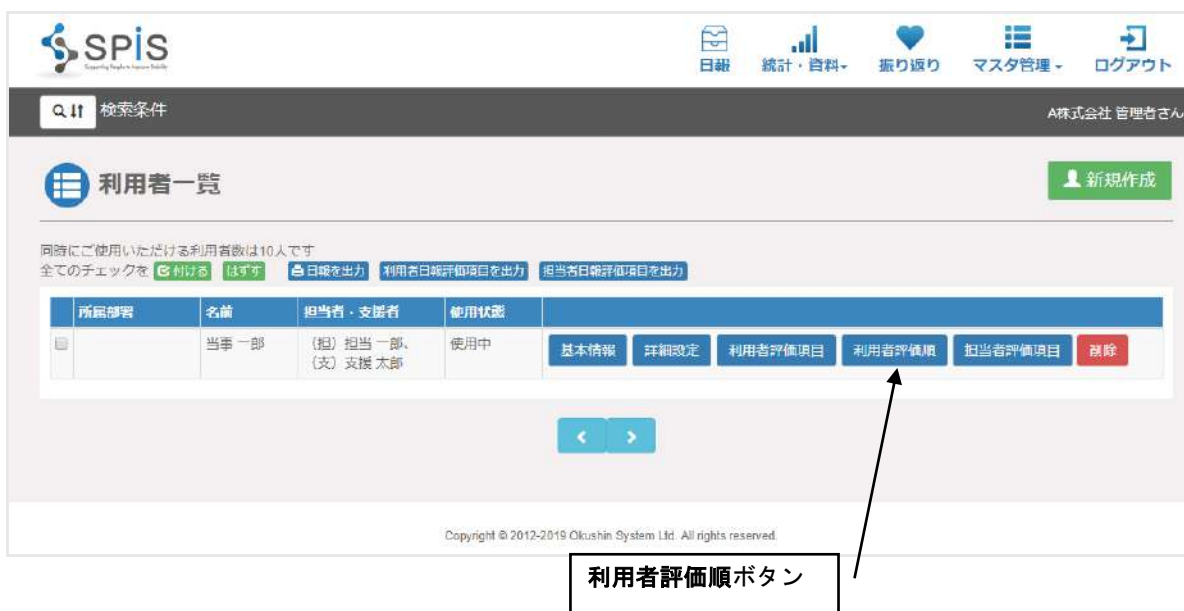 SPiS
Supporting People to Improve Stability
日報
統計・資料
振り返り
マスタ管理
ログアウト
検索条件
A株式会社 管理者さん
利用者一覧
新規作成
同時にご使用いただける利用者数は10人です
全てのチェックを 付ける はずす 日報を出力 利用者日報評価項目を出力 担当者日報評価項目を出力
所属部署 名前 担当者・支援者 使用状態
当事 一郎 （担）担当 一郎、 使用中 基本情報 詳細設定 利用者評価項目 利用者評価順 担当者評価項目 削除
（支）支援 太郎
Copyright © 2012-2019 Okushin System Ltd. All rights reserved.
利用者評価順ボタン